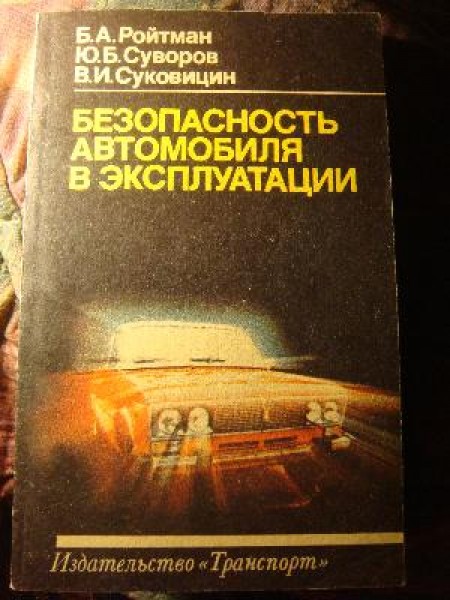 Б.А.Ройтман
Ю.Б.Суворов
В.И.Суковицин
БЕЗОПАСНОСТЬ
АВТОМОБИЛЯ
В ЭКСПЛУАТАЦИИ
Издательство «Транспорт»